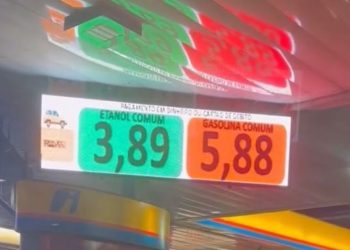 PAGAMENTO EM DINHEIRO OU CARTÃO DE DÉBITO
ETANOL COMUM
3,89
GASOLINA COMUM
5,88